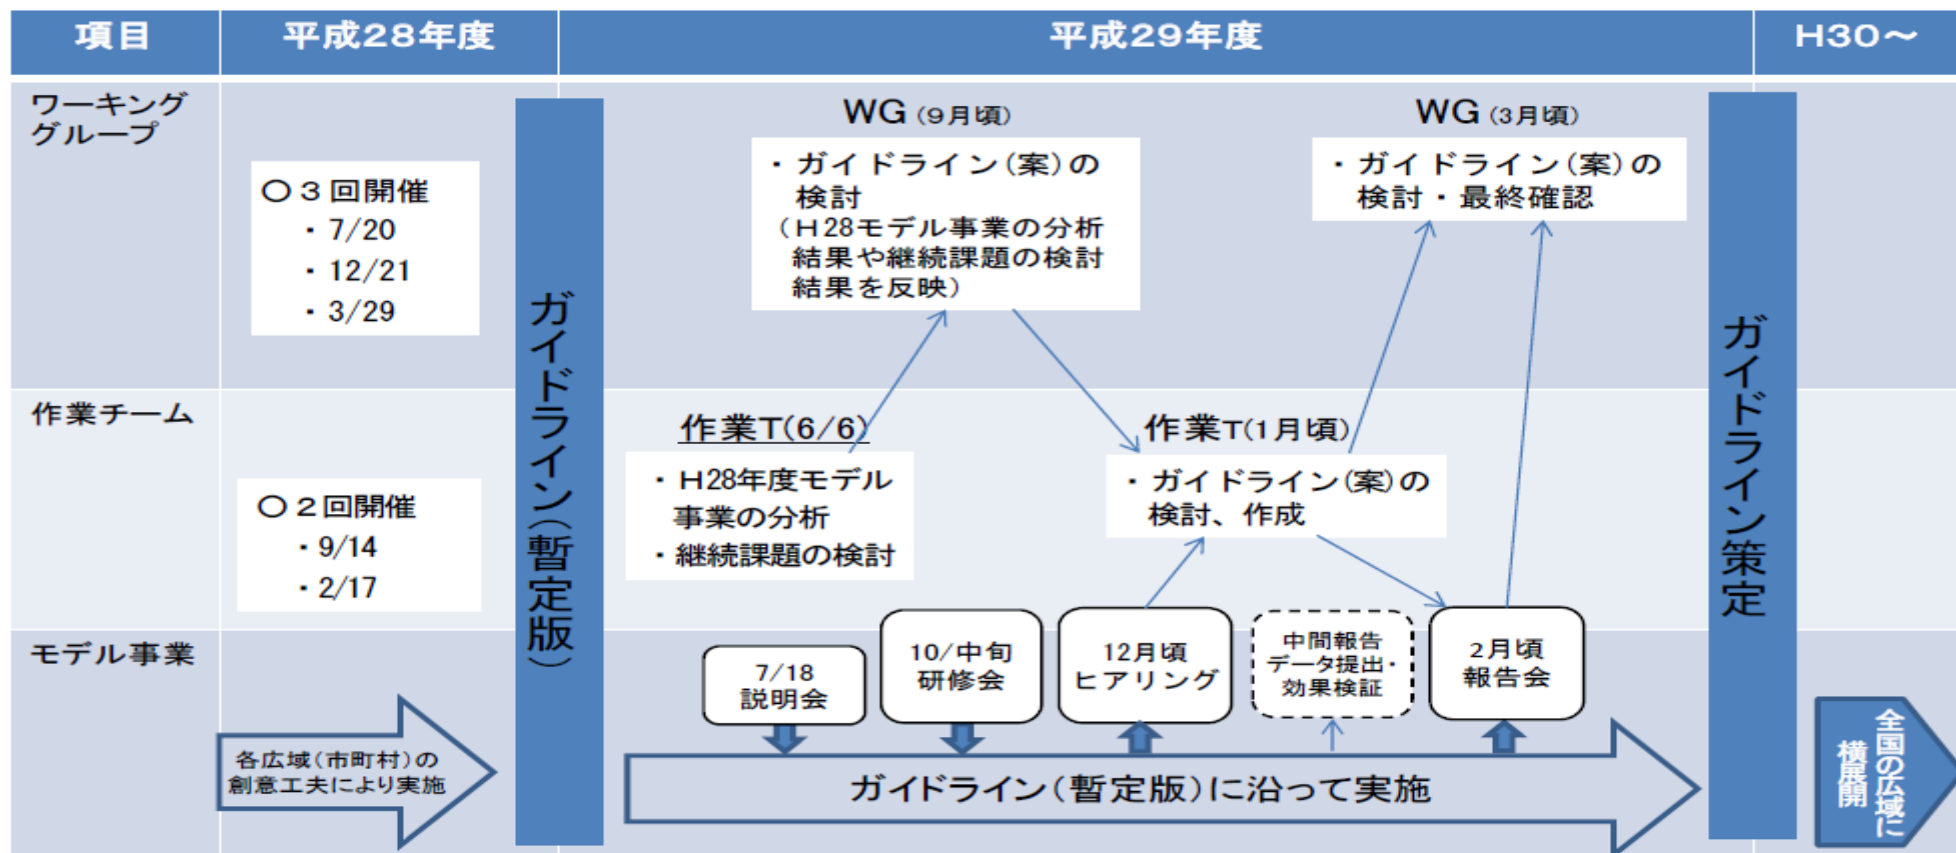 項目
平成28年度
平成29年度
H30～
ワーキング
グループ
○３回開催
・7/20
・12/21
・3/29
ガイドライン（暫定版）
WG（９月頃）
・ガイドライン（案）の
検討
（Ｈ28モデル事業の分析
結果や継続課題の検討
結果を反映）
WG（3月頃）
・ガイドライン（案）の
検討・最終確認
ガイドライン策定
作業チーム
○２回開催
・9/14
・2/17
作業T(6/6)
・Ｈ28年度モデル
事業の分析
・継続課題の検討
作業T(1月頃)
・ガイドライン（案）の
検討、作成
モデル事業
各広域（市町村）の
創意工夫により実施
7/18
説明会
10/中旬
研修会
12月頃
ヒアリング
中間報告
データ提出・
効果検証
2月頃
報告会
ガイドライン（暫定版）に沿って実施
全国の広域に
横展開